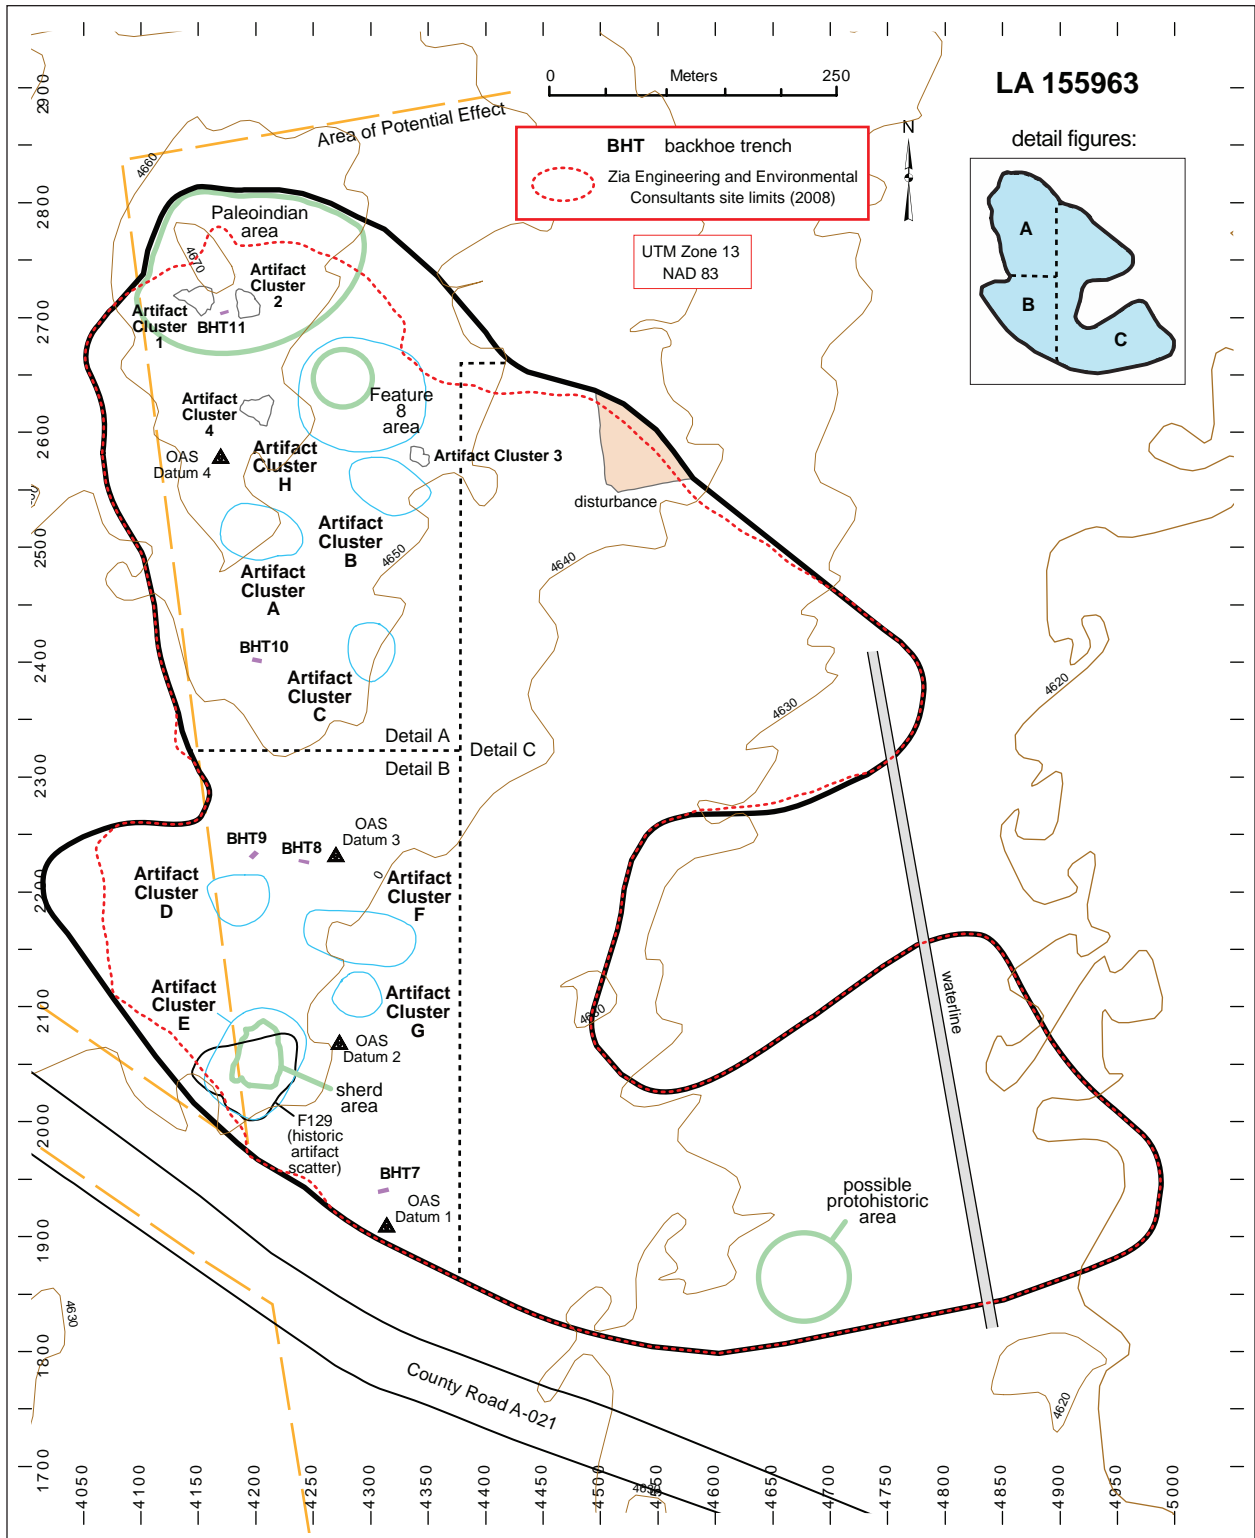 0 Meters 250
LA 155963
Area of Potential Effect
N
detail figures:
BHT backhoe trench
Zia Engineering and Environmental
Consultants site limits (2008)
UTM Zone 13
NAD 83
A
B
C
2900
2800
2700
2600
2500
2400
2300
2200
2100
2000
1900
1800
1700
4660
Paleoindian
area
4670
Artifact
Cluster
2
Artifact
Cluster
1
BHT11
Artifact
Cluster
4
Feature
8
area
OAS
Datum 4
Artifact
Cluster
H
Artifact Cluster 3
disturbance
Artifact
Cluster
B
4650
4640
Artifact
Cluster
A
BHT10
Artifact
Cluster
C
4630
4620
Detail A
Detail B
Detail C
BHT9
BHT8
OAS
Datum 3
0
Artifact
Cluster
D
Artifact
Cluster
F
Artifact
Cluster
E
Artifact
Cluster
G
OAS
Datum 2
waterline
sherd
area
F129
(historic
artifact
scatter)
BHT7
OAS
Datum 1
possible
protohistoric
area
4630
County Road A-021
4620
4050
4100
4150
4200
4250
4300
4350
4400
4450
4500
4550
4600
4650
4700
4750
4800
4850
4900
4950
5000